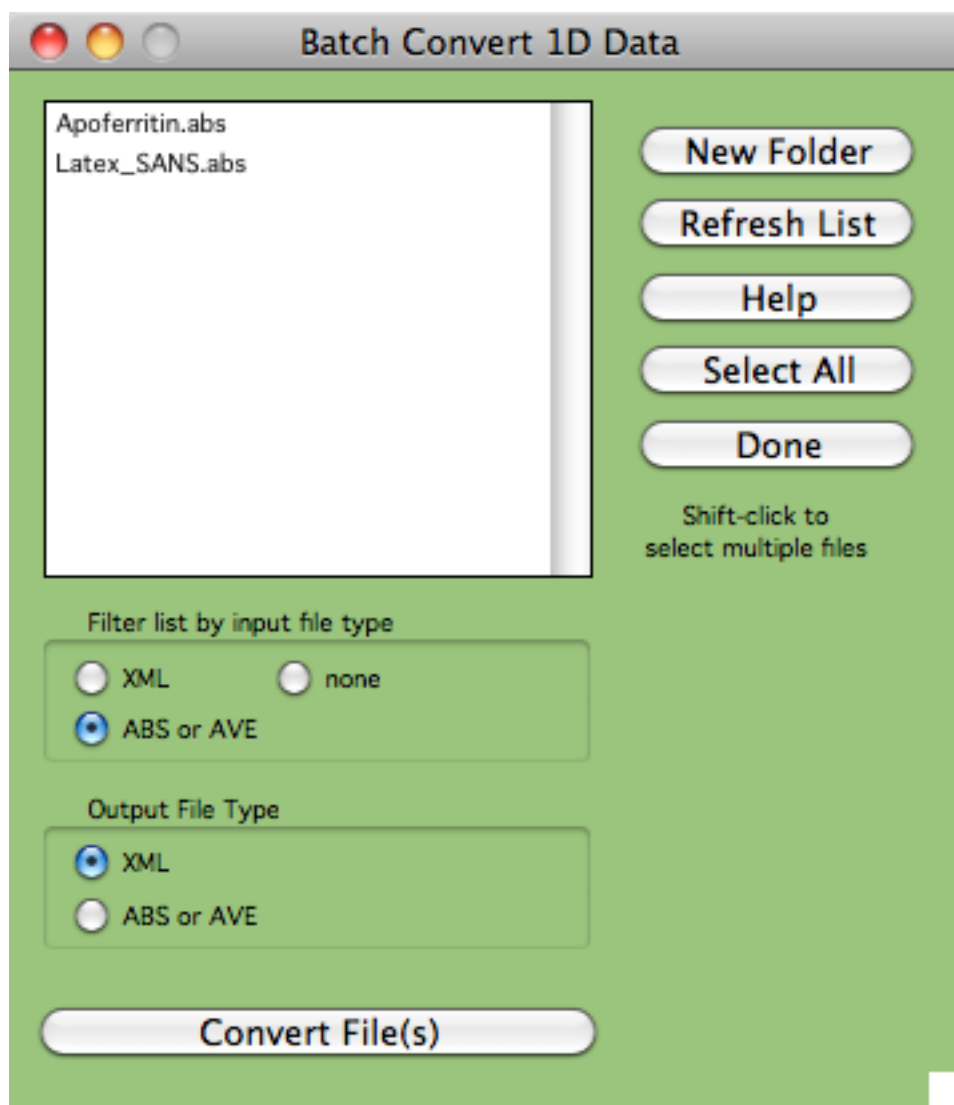 Batch Convert 1D Data
Apoferritin.abs
Latex_SANS.abs
New Folder
Refresh List
Help
Select All
Done
Shift-click to
select multiple files
Filter list by input file type
XML none
ABS or AVE
Output File Type
XML
ABS or AVE
Convert File(s)